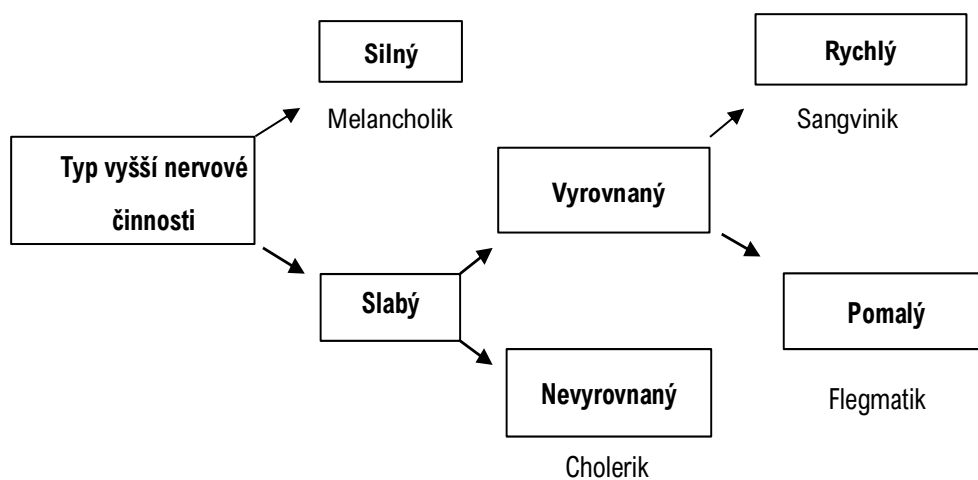 Silný
Melancholik
Rychlý
Sangvinik
Typ vyšší nervové
činnosti
Vyrovnaný
Slabý
Pomalý
Flegmatik
Nevyrovnaný
Cholerik